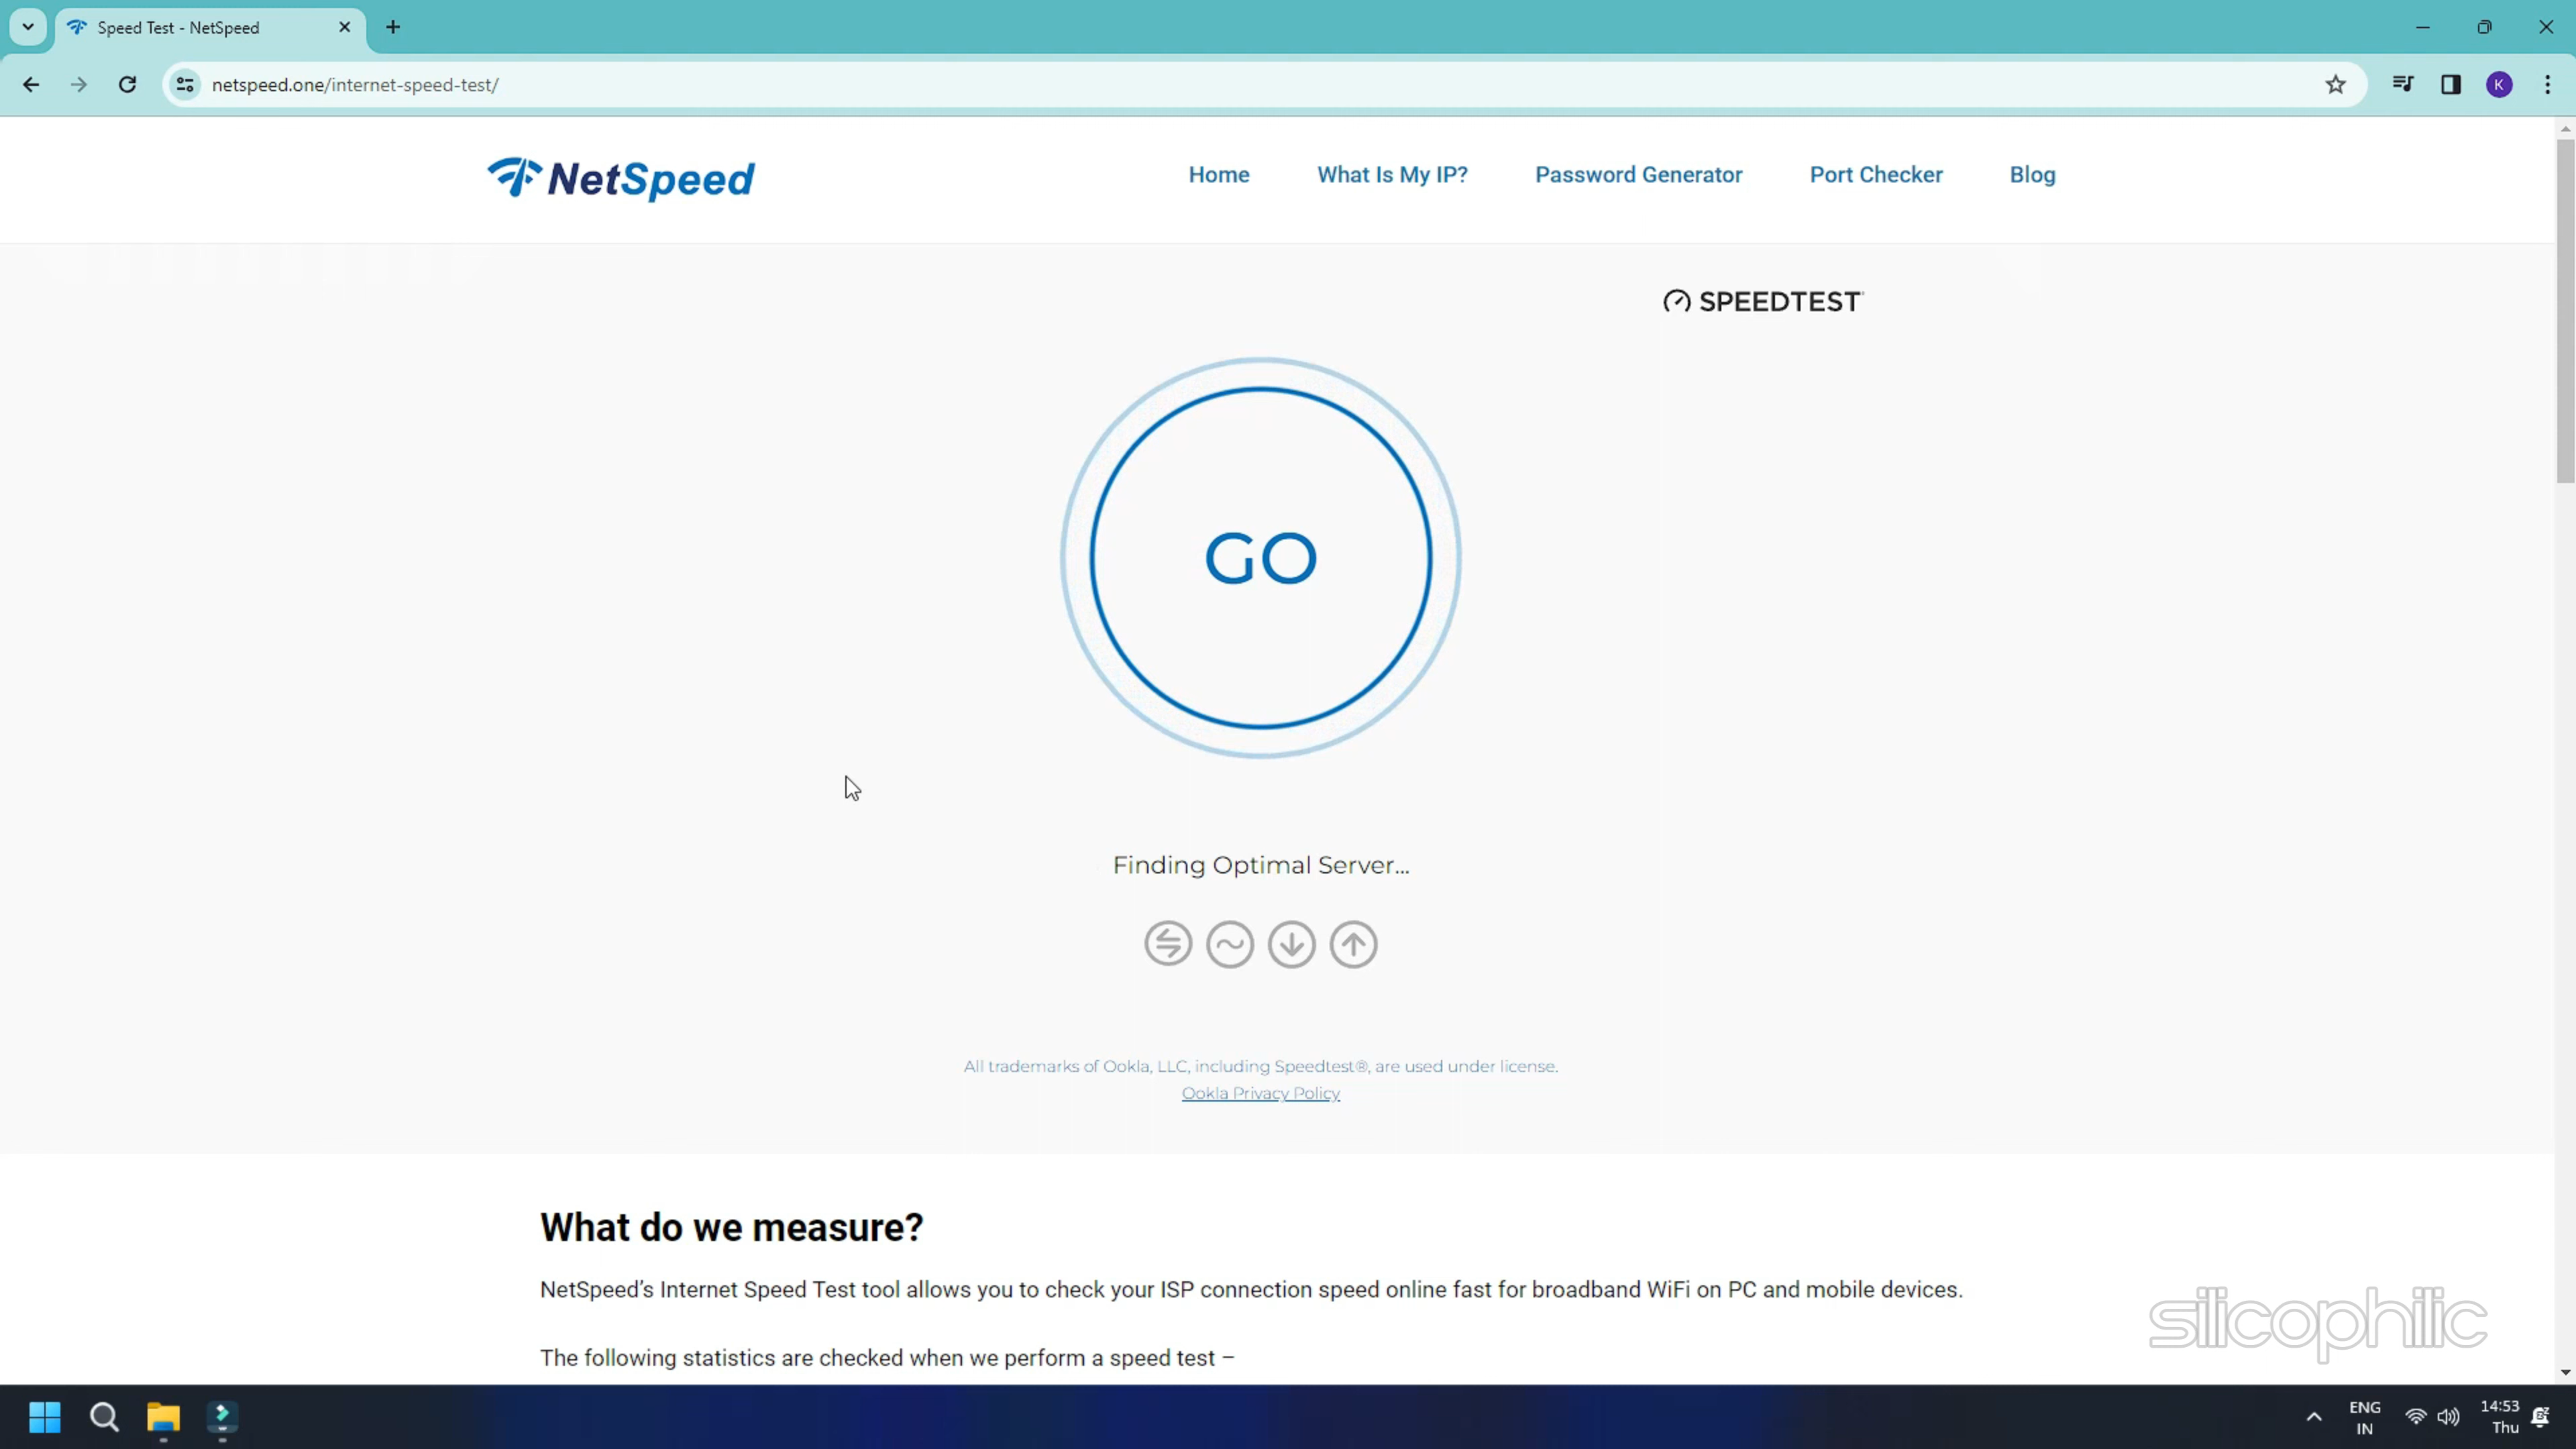 Speed Test - NetSpeed
netspeed.one/internet-speed-test/
K
NetSpeed
Home
What Is My IP?
Password Generator
Port Checker
Blog
SPEEDTEST
GO
Finding Optimal Server...
All trademarks of Ookla, LLC, including Speedtest®, are used under license.
Ookla Privacy Policy
What do we measure?
NetSpeed’s Internet Speed Test tool allows you to check your ISP connection speed online fast for broadband WiFi on PC and mobile devices.
The following statistics are checked when we perform a speed test –
silicophilic
ENG
IN
14:53
Thu